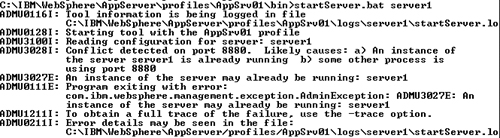 C:\IBM\WebSphere\AppServer\profiles\AppSrv01\bin>startServer.bat server1
ADMU0116I: Tool information is being logged in file
C:\IBM\WebSphere\AppServer\profiles\AppSrv01\logs\server1\startServer.lo
ADMU0128I: Starting tool with the AppSrv01 profile
ADMU3100I: Reading configuration for server: server1
ADMU3028I: Conflict detected on port 8880.  Likely causes: a) An instance of
the server server1 is already running  b) some other process is
using port 8880
ADMU3027E: An instance of the server may already be running: server1
ADMU0111E: Program exiting with error:
com.ibm.websphere.management.exception.AdminException: ADMU3027E: An
instance of the server may already be running: server1
ADMU1211I: To obtain a full trace of the failure, use the -trace option.
ADMU0211I: Error details may be seen in the file:
C:\IBM\WebSphere\AppServer/profiles/AppSrv01\logs\server1\startServer.lo